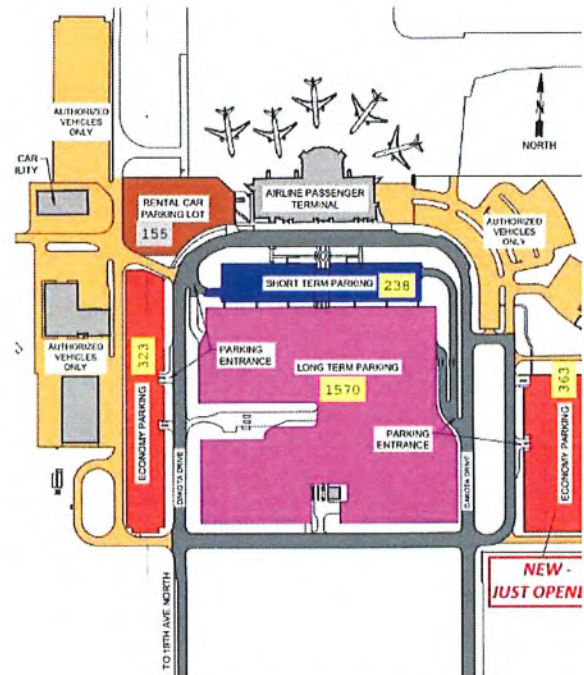 AUTHORIZED
VEHICLES
ONLY
N
NORTH
CAR
ILITY
RENTAL CAR
PARKING LOT
155
AIRLINE PASSENGER
TERMINAL
AUTHORIZED
VEHICLES
ONLY
SHORT TERM PARKING 238
AUTHORIZED
VEHICLES
ONLY
323
ECONOMY PARKING
PARKING
ENTRANCE
LONG TERM PARKING
1570
363
ECONOMY PARKING
PARKING
ENTRANCE
DAKOTA DRIVE
DAKOTA DRIVE
NEW -
JUST OPEN
TO 19TH AVE NORTH